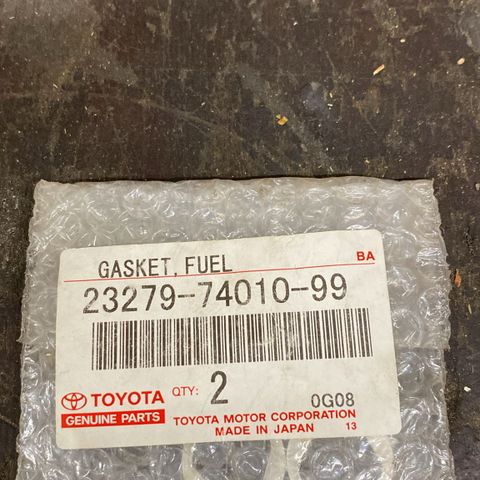 GASKET, FUEL BA
23279-74010-99
TOYOTA QTY: 2 0G08
GENUINE PARTS TOYOTA MOTOR CORPORATION
MADE IN JAPAN 13